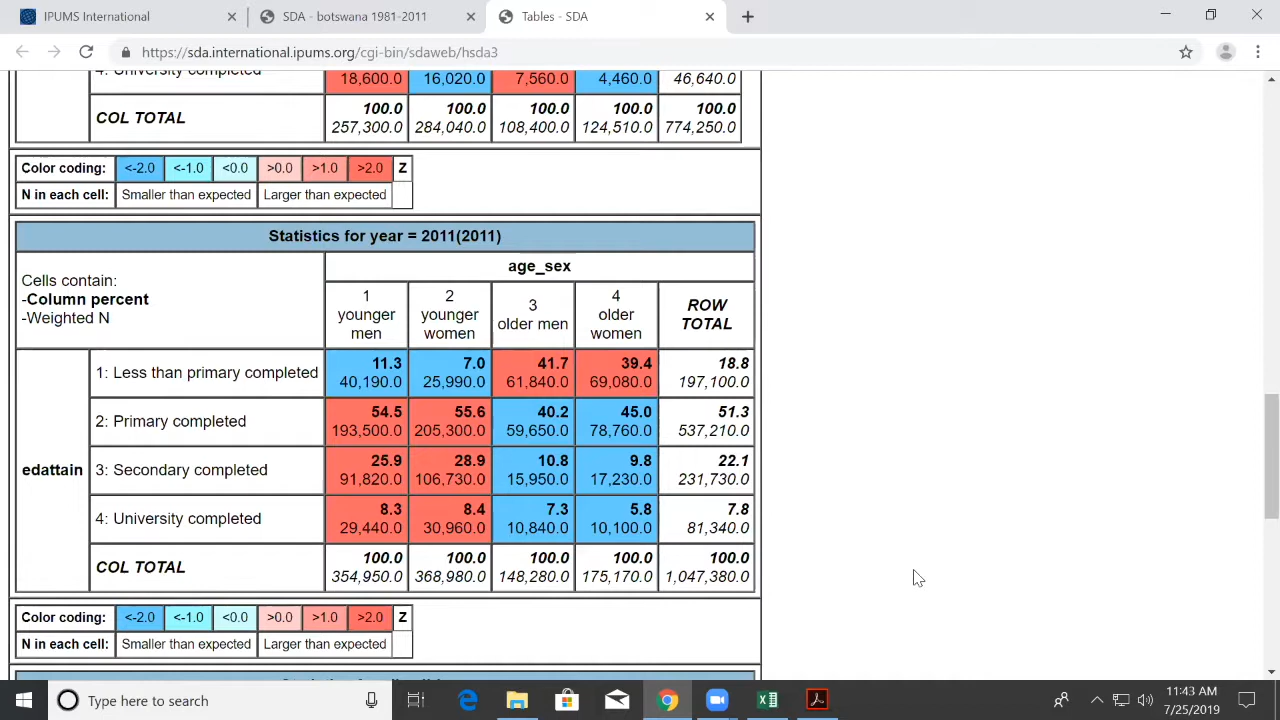 IPUMS International
SDA - botswana 1981-2011
Tables - SDA
https://sda.international.ipums.org/cgi-bin/sdaweb/hsda3
4: University completed
18,600.0 16,020.0 7,560.0 4,460.0 46,640.0
COL TOTAL
100.0 100.0 100.0 100.0 100.0
257,300.0 284,040.0 108,400.0 124,510.0 774,250.0
Color coding: <-2.0 <-1.0 <0.0 >0.0 >1.0 >2.0 Z
N in each cell: Smaller than expected Larger than expected
Statistics for year = 2011(2011)
Cells contain:
-Column percent
-Weighted N
age_sex
1 younger men
2 younger women
3 older men
4 older women
ROW TOTAL
edattain
1: Less than primary completed
11.3 7.0 41.7 39.4 18.8
40,190.0 25,990.0 61,840.0 69,080.0 197,100.0
2: Primary completed
54.5 55.6 40.2 45.0 51.3
193,500.0 205,300.0 59,650.0 78,760.0 537,210.0
3: Secondary completed
25.9 28.9 10.8 9.8 22.1
91,820.0 106,730.0 15,950.0 17,230.0 231,730.0
4: University completed
8.3 8.4 7.3 5.8 7.8
29,440.0 30,960.0 10,840.0 10,100.0 81,340.0
COL TOTAL
100.0 100.0 100.0 100.0 100.0
354,950.0 368,980.0 148,280.0 175,170.0 1,047,380.0
Color coding: <-2.0 <-1.0 <0.0 >0.0 >1.0 >2.0 Z
N in each cell: Smaller than expected Larger than expected
Type here to search
11:43 AM
7/25/2019